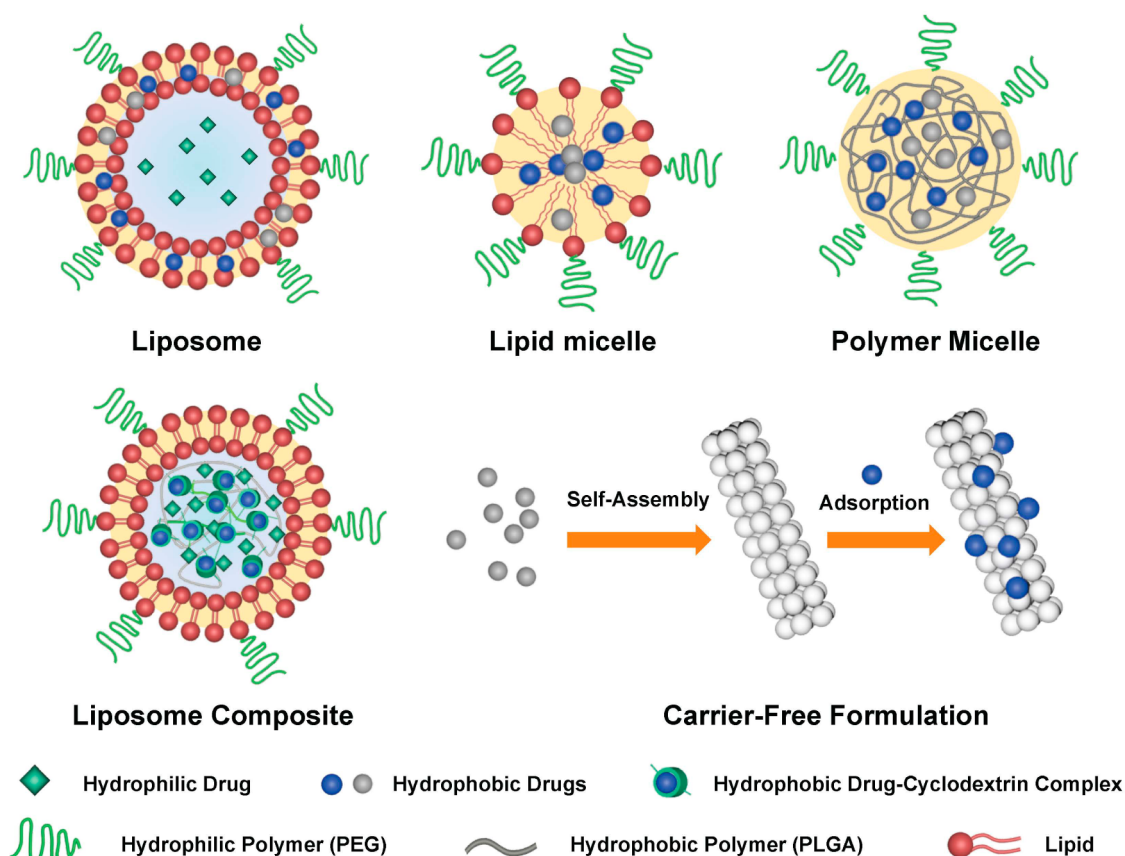 Liposome
Lipid micelle
Polymer Micelle
Self-Assembly
Adsorption
Liposome Composite
Carrier-Free Formulation
Hydrophilic Drug
Hydrophobic Drugs
Hydrophobic Drug-Cyclodextrin Complex
Hydrophilic Polymer (PEG)
Hydrophobic Polymer (PLGA)
Lipid